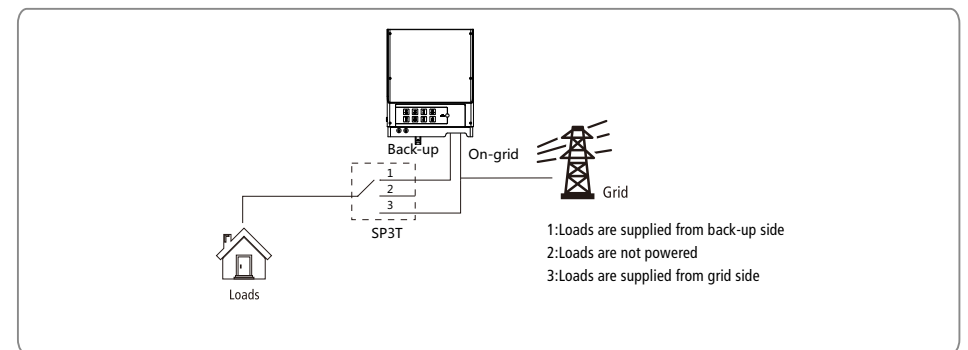 Back-up
On-grid
1
2
3
SP3T
Grid
Loads
1:Loads are supplied from back-up side
2:Loads are not powered
3:Loads are supplied from grid side